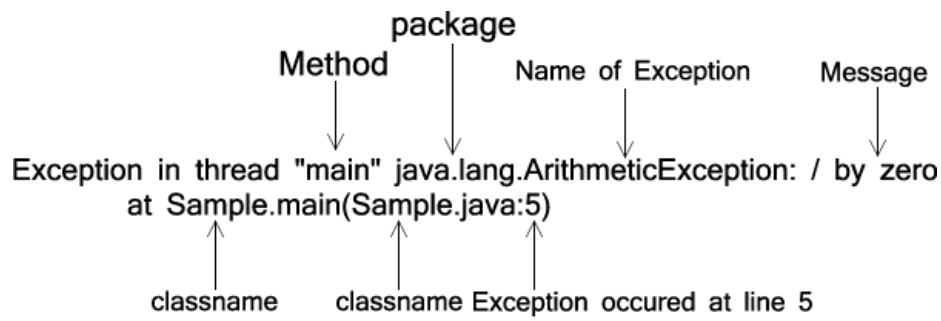 package
Method
Name of Exception
Message
Exception in thread "main" java.lang.ArithmeticException: / by zero
at Sample.main(Sample.java:5)
classname
classname
Exception occured at line 5